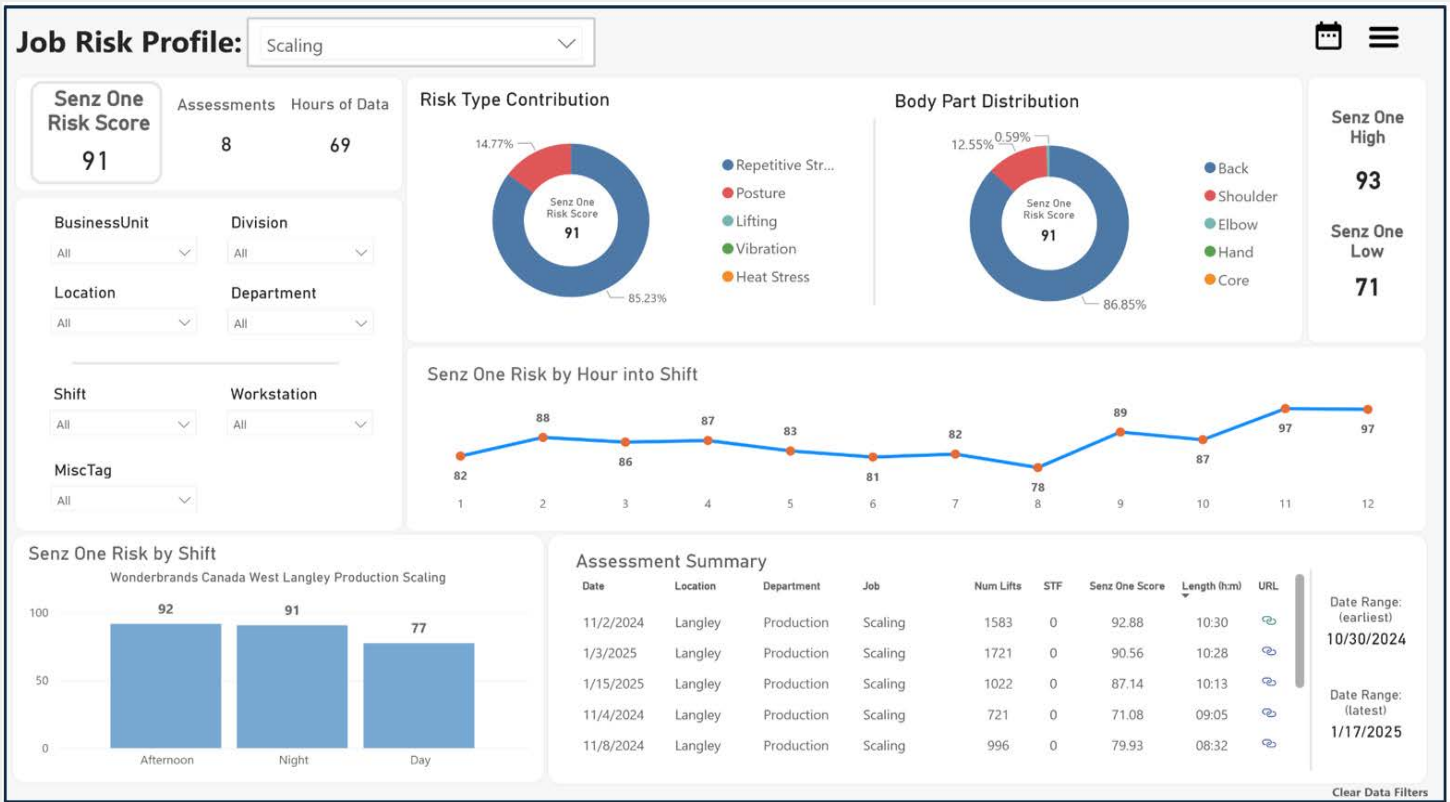 Job Risk Profile: Scaling
Senz One
Risk Score
91
Assessments
8
Hours of Data
69
BusinessUnit
All
Division
All
Location
All
Department
All
Shift
All
Workstation
All
MiscTag
All
Risk Type Contribution
14.77%
85.23%
Senz One
Risk Score
91
Repetitive Str...
Posture
Lifting
Vibration
Heat Stress
Body Part Distribution
12.55%
0.59%
86.85%
Senz One
Risk Score
91
Back
Shoulder
Elbow
Hand
Core
Senz One
High
93
Senz One
Low
71
Senz One Risk by Hour into Shift
82 88 86 87 83 81 82 78 89 87 97 97
1 2 3 4 5 6 7 8 9 10 11 12
Senz One Risk by Shift
Wonderbrands Canada West Langley Production Scaling
100
50
0
92 91 77
Afternoon Night Day
Assessment Summary
Date Location Department Job Num Lifts STF Senz One Score Length (h:m) URL
11/2/2024 Langley Production Scaling 1583 0 92.88 10:30
1/3/2025 Langley Production Scaling 1721 0 90.56 10:28
1/15/2025 Langley Production Scaling 1022 0 87.14 10:13
11/4/2024 Langley Production Scaling 721 0 71.08 09:05
11/8/2024 Langley Production Scaling 996 0 79.93 08:32
Date Range:
(earliest)
10/30/2024
Date Range:
(latest)
1/17/2025
Clear Data Filters